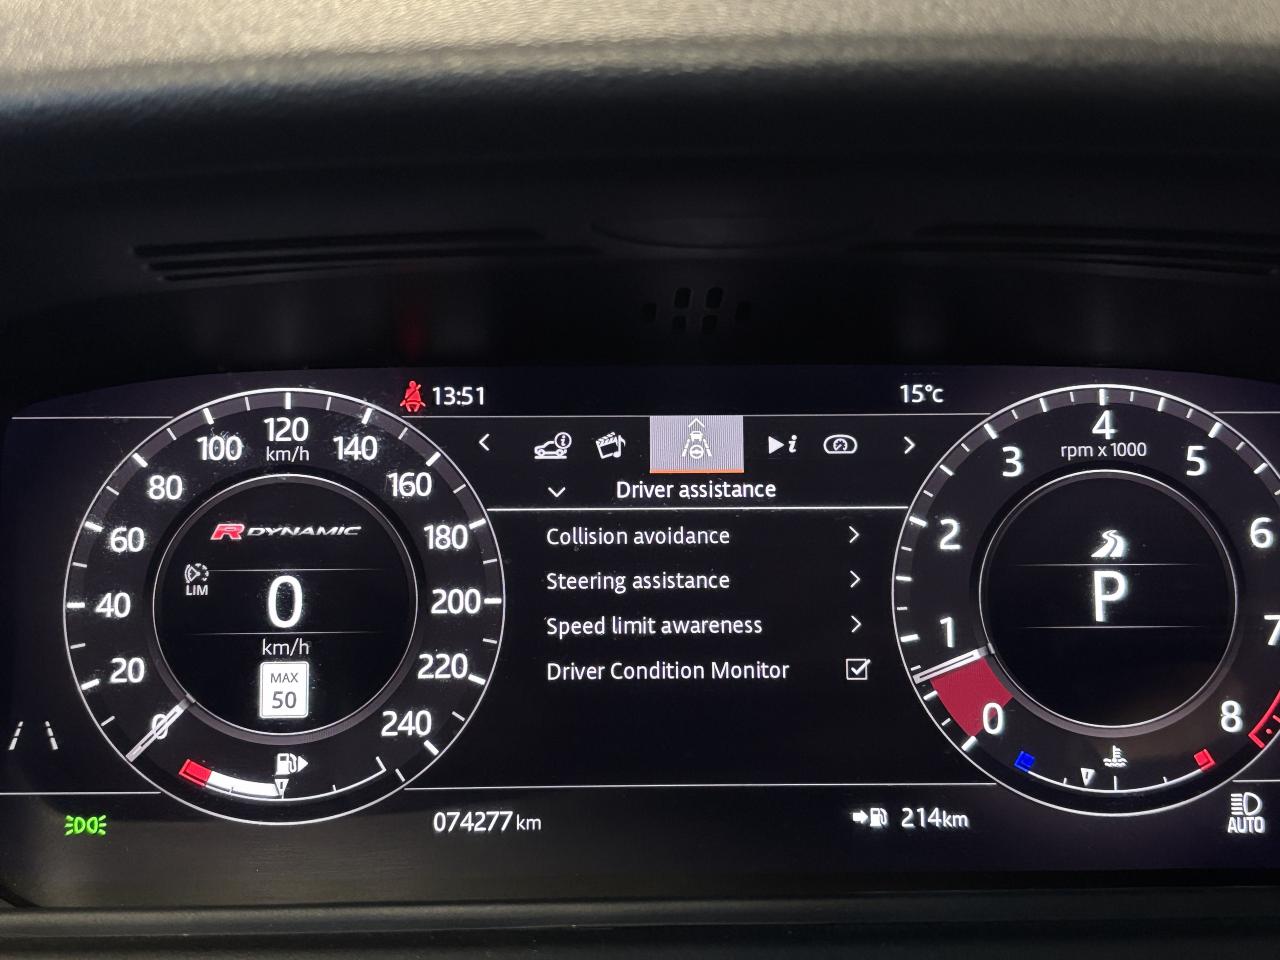 13:51
15°c
Driver assistance
Collision avoidance
Steering assistance
Speed limit awareness
Driver Condition Monitor
0
20
40
60
80
100
120
km/h
140
160
180
200
220
240
R DYNAMIC
LIM
0
km/h
MAX
50
0
1
2
3
4
rpm x 1000
5
6
7
8
P
074277 km
214km
AUTO